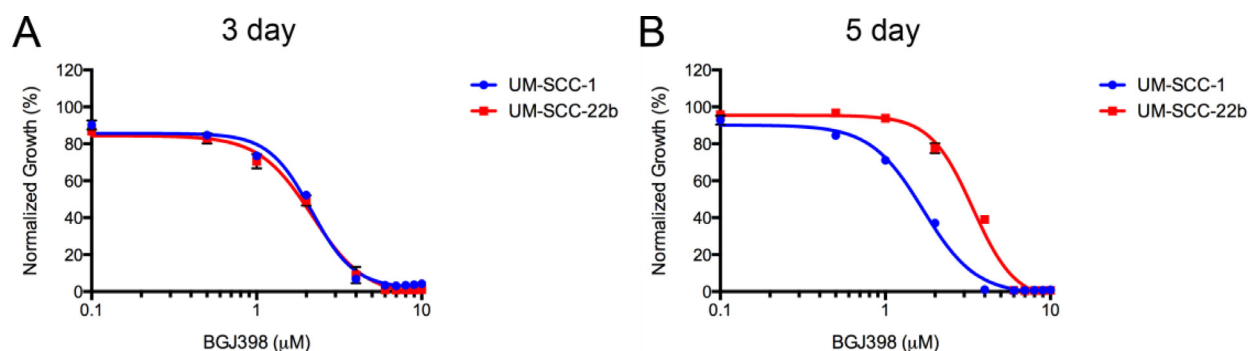 A
3 day
120
100
80
60
40
20
0
Normalized Growth (%)
0.1
1
10
BGJ398 (μM)
UM-SCC-1
UM-SCC-22b
B
5 day
120
100
80
60
40
20
0
Normalized Growth (%)
0.1
1
10
BGJ398 (μM)
UM-SCC-1
UM-SCC-22b